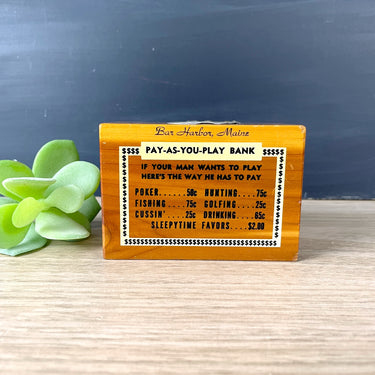 Bar Harbor, Maine
PAY-AS-YOU-PLAY BANK
IF YOUR MAN WANTS TO PLAY
HERE'S THE WAY HE HAS TO PAY
POKER.......50c HUNTING....75c
FISHING....75c GOLFING....25c
CUSSIN'....25c DRINKING....65c
SLEEPYTIME FAVORS....$2.00